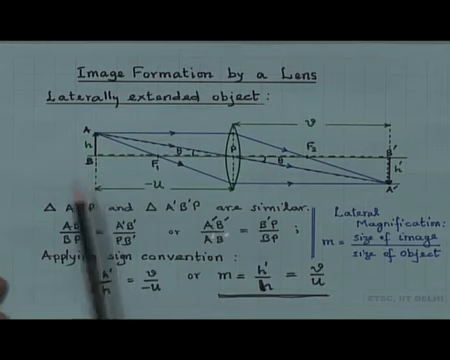 Image Formation by a Lens
Laterally extended object:
v
A
h
B
F₁
θ
P
θ
F₂
B'
h'
A'
-u
△ A P and △ A'B'P are similar.
AB/BP = A'B'/PB' or A'B'/AB = B'P/BP ;
Applying sign convention:
h'/h = v/-u or m = h'/h = v/u
Lateral
Magnification:
m = size of image/size of object
ETSC, IIT DELHI